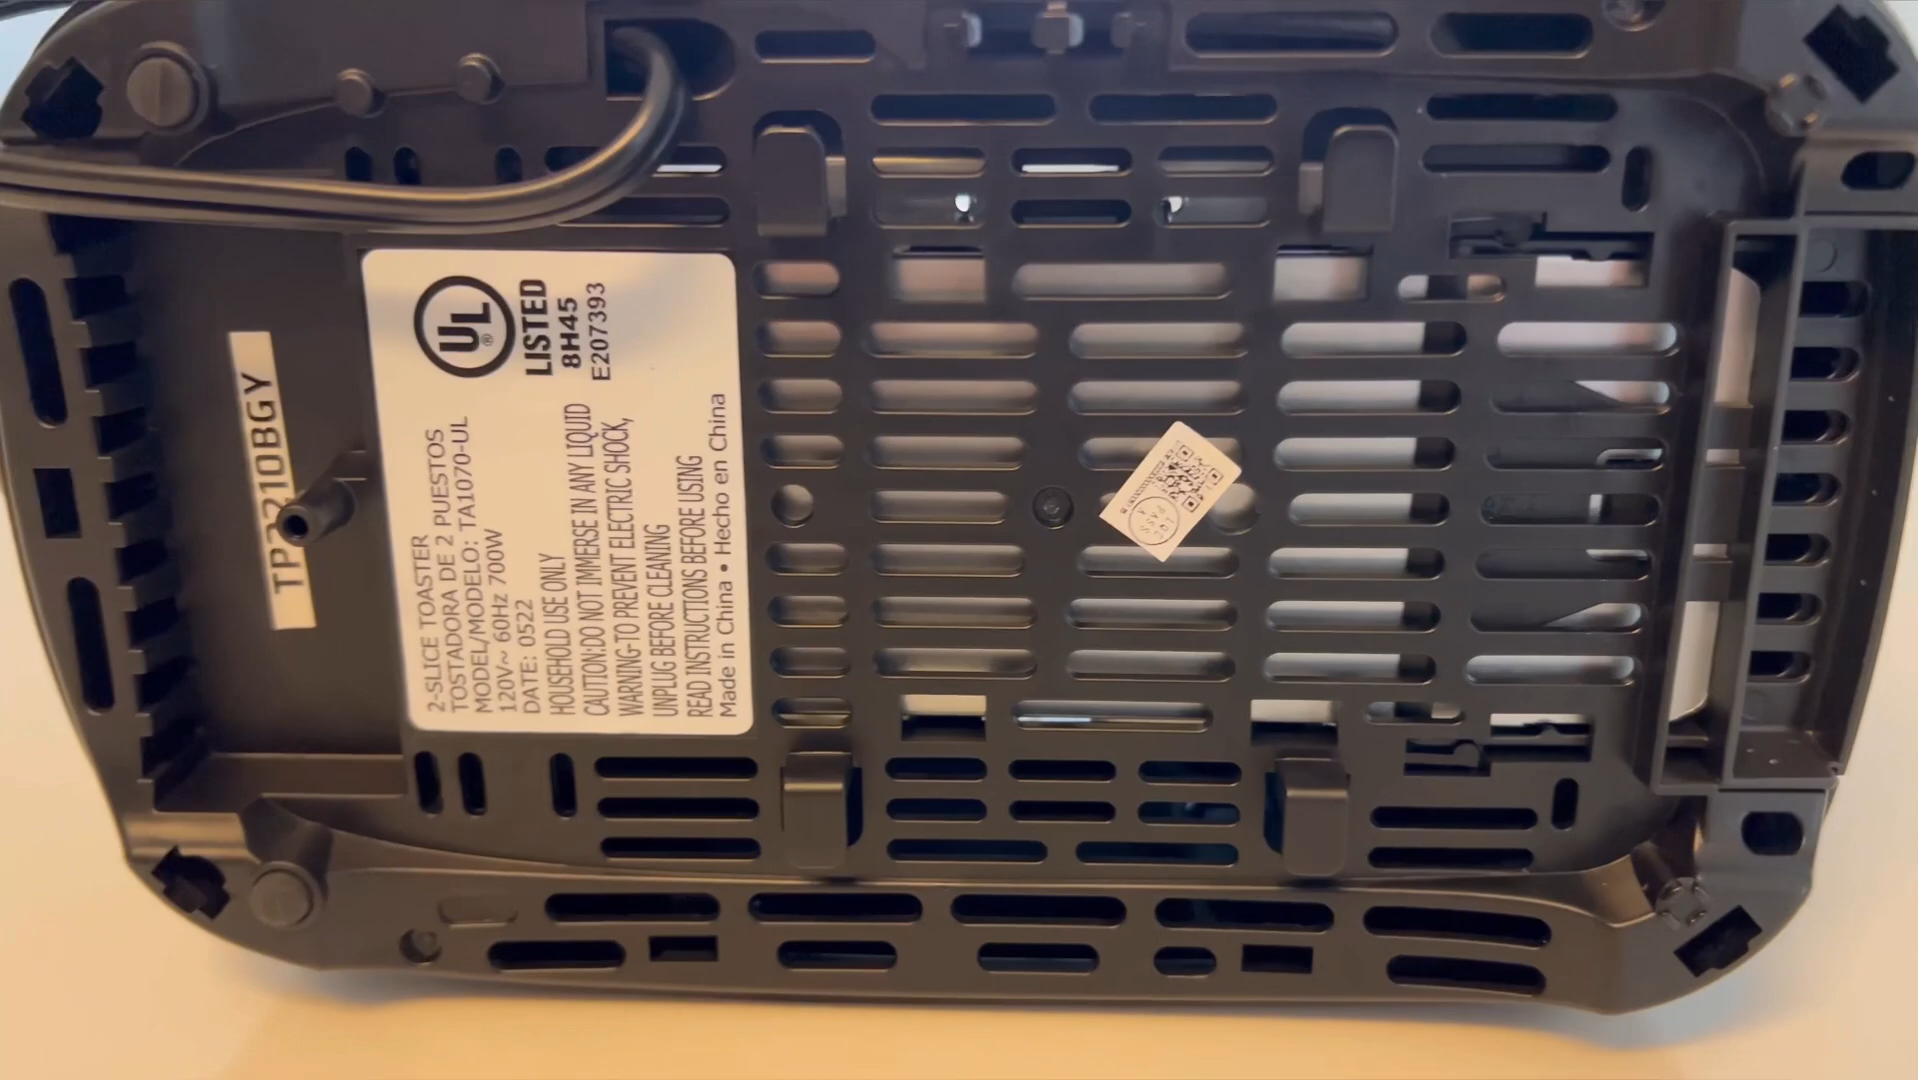 TP210BGY
UL
®
LISTED
8H45
E207393
2-SLICE TOASTER
TOSTADORA DE 2 PUESTOS
MODEL/MODELO: TA1070-UL
120V~ 60Hz 700W
DATE: 0522
HOUSEHOLD USE ONLY
CAUTION:DO NOT IMMERSE IN ANY LIQUID
WARNING-TO PREVENT ELECTRIC SHOCK,
UNPLUG BEFORE CLEANING
READ INSTRUCTIONS BEFORE USING
Made in China • Hecho en China
PASS